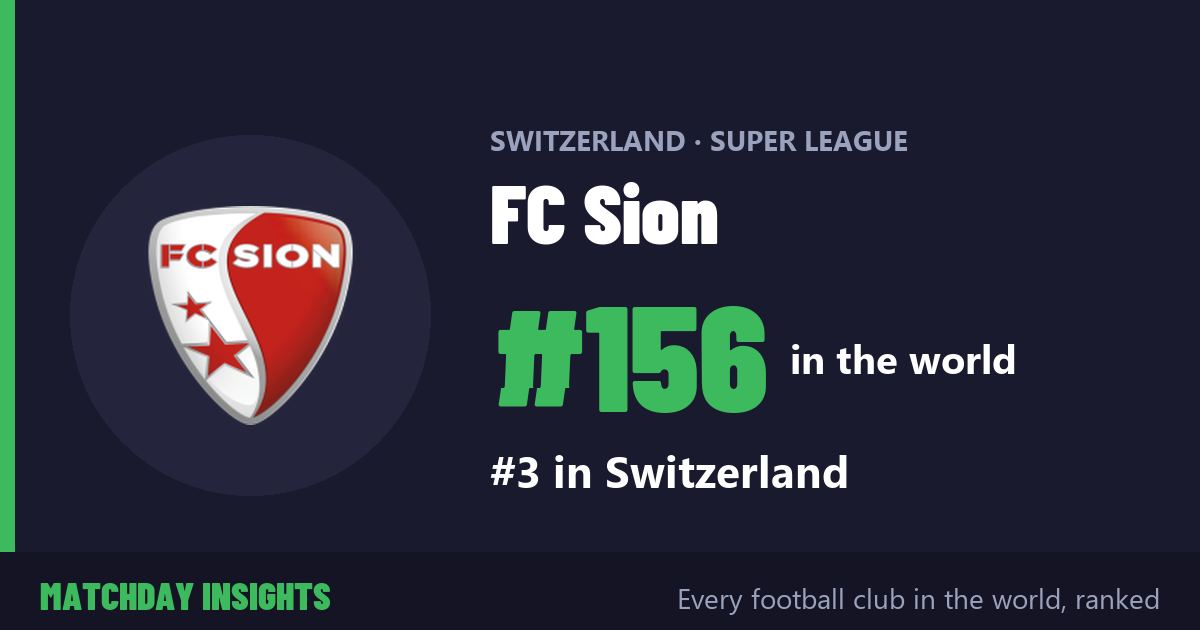 SWITZERLAND · SUPER LEAGUE
FC Sion
FC SION
#156 in the world
#3 in Switzerland
MATCHDAY INSIGHTS
Every football club in the world, ranked